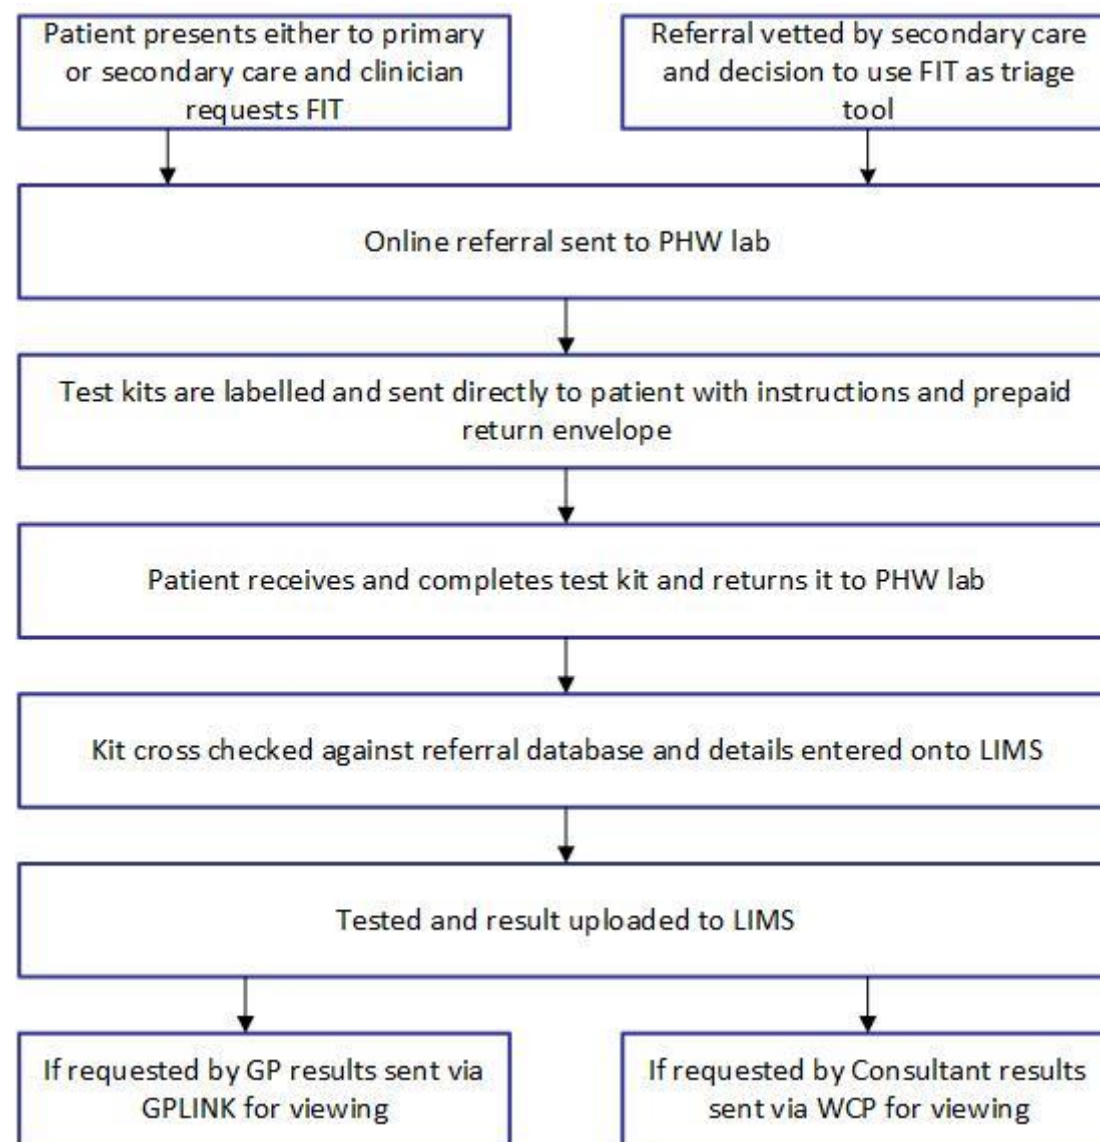 Patient presents either to primary
or secondary care and clinician
requests FIT
Referral vetted by secondary care
and decision to use FIT as triage
tool
Online referral sent to PHW lab
Test kits are labelled and sent directly to patient with instructions and prepaid
return envelope
Patient receives and completes test kit and returns it to PHW lab
Kit cross checked against referral database and details entered onto LIMS
Tested and result uploaded to LIMS
If requested by GP results sent via
GPLINK for viewing
If requested by Consultant results
sent via WCP for viewing